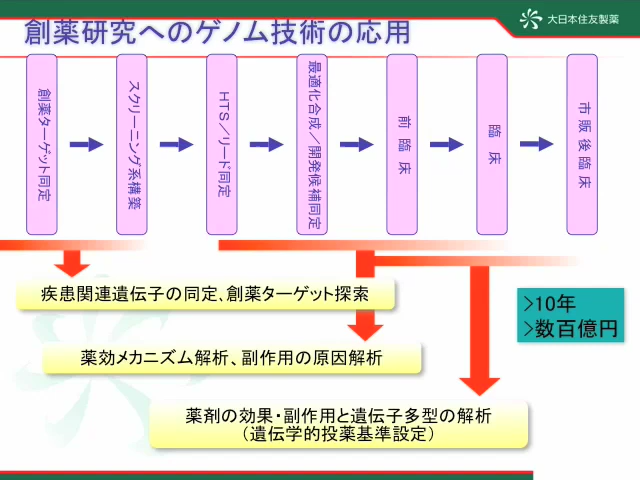 創薬研究へのゲノム技術の応用
大日本住友製薬
創薬ターゲット同定
スクリーニング系構築
HTS/リード同定
最適化合成/開発候補同定
前臨床
臨床
市販後臨床
疾患関連遺伝子の同定、創薬ターゲット探索
>10年
>数百億円
薬効メカニズム解析、副作用の原因解析
薬剤の効果・副作用と遺伝子多型の解析
(遺伝学的投薬基準設定)